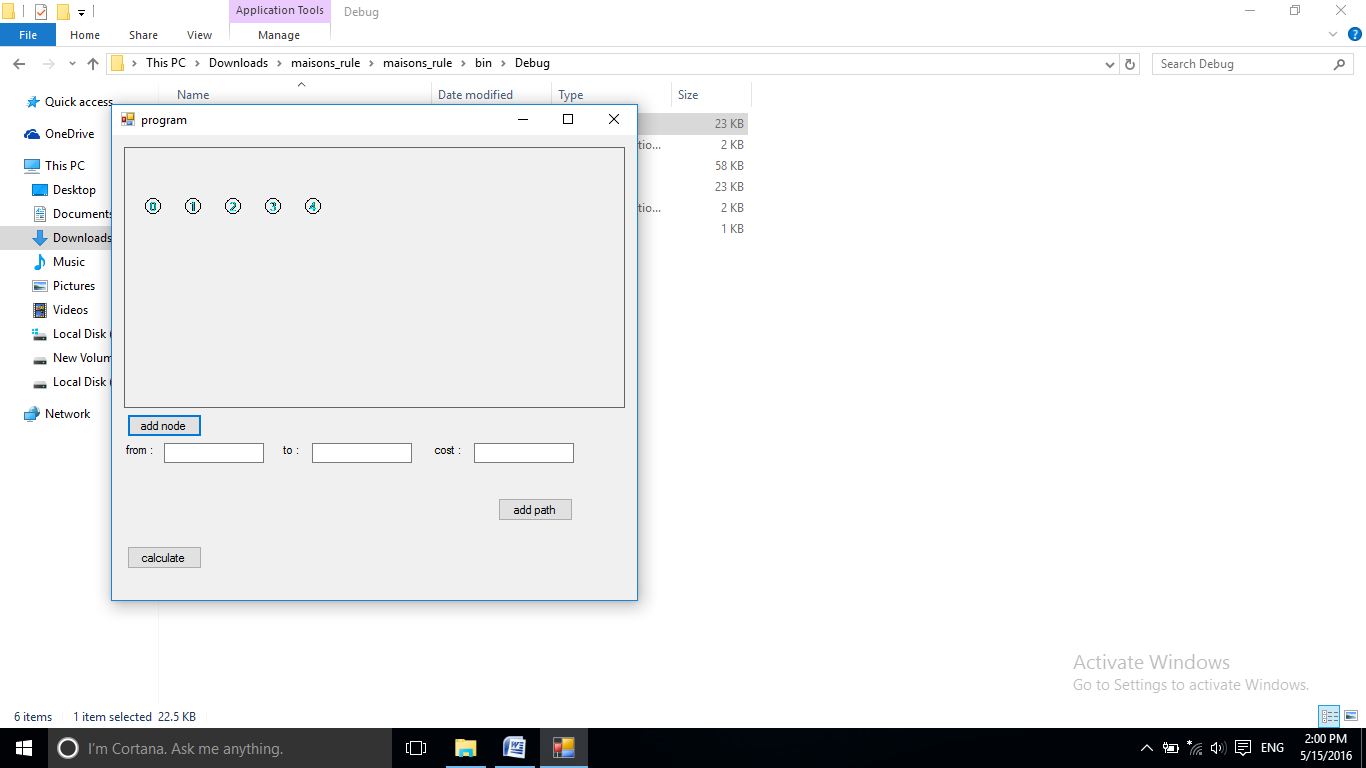 Application Tools
Debug
File
Home
Share
View
Manage
This PC
Downloads
maisons_rule
maisons_rule
bin
Debug
Search Debug
Name
Date modified
Type
Size
Quick access
OneDrive
This PC
Desktop
Documents
Downloads
Music
Pictures
Videos
Local Disk (
New Volum
Local Disk (
Network
23 KB
tio... 2 KB
58 KB
23 KB
tio... 2 KB
1 KB
program
0 1 2 3 4
add node
from : to : cost :
add path
calculate
Activate Windows
Go to Settings to activate Windows.
6 items 1 item selected 22.5 KB
I'm Cortana. Ask me anything.
ENG
2:00 PM
5/15/2016